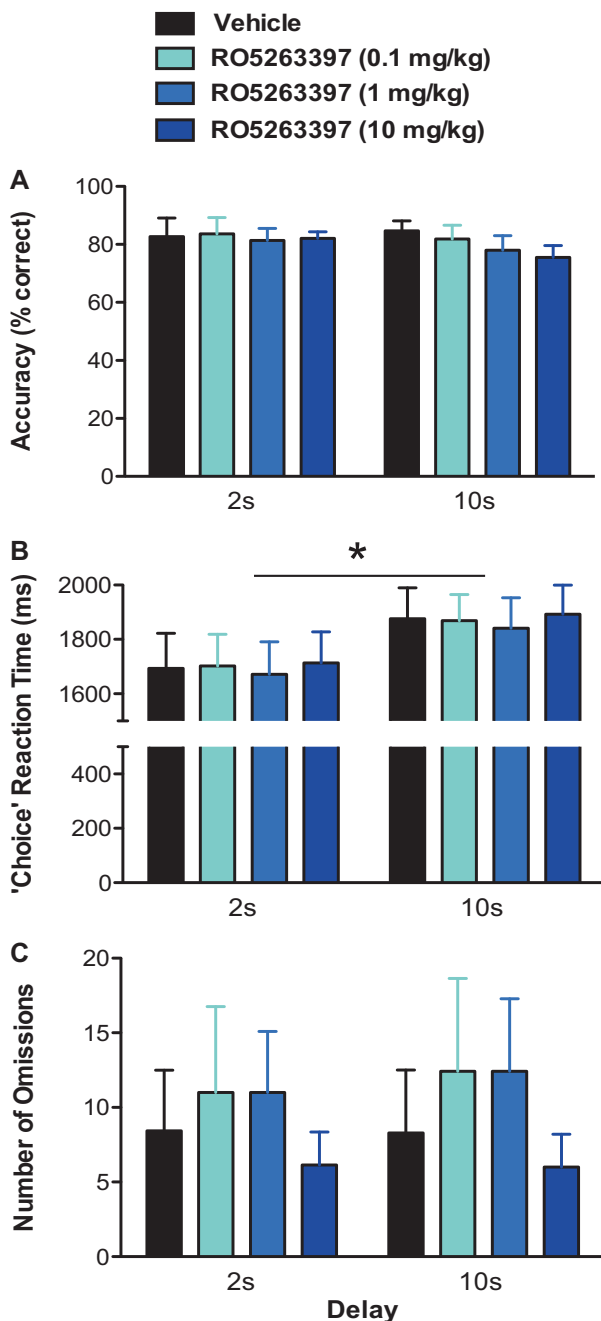 Vehicle
RO5263397 (0.1 mg/kg)
RO5263397 (1 mg/kg)
RO5263397 (10 mg/kg)
A
Accuracy (% correct)
100
80
60
40
20
0
2s 10s
B
*
'Choice' Reaction Time (ms)
2000
1800
1600
400
200
0
2s 10s
C
Number of Omissions
20
15
10
5
0
2s 10s
Delay